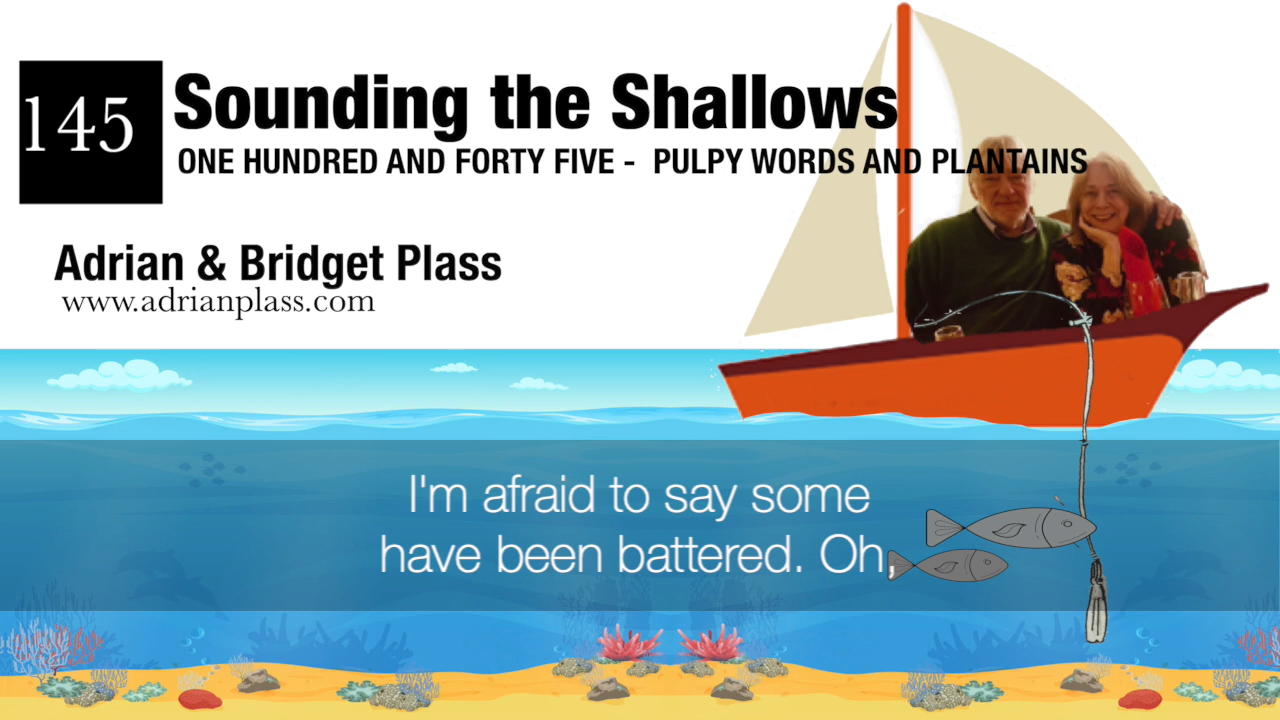 145
Sounding the Shallows
ONE HUNDRED AND FORTY FIVE - PULPY WORDS AND PLANTAINS
Adrian & Bridget Plass
www.adrianplass.com
I'm afraid to say some
have been battered. Oh,